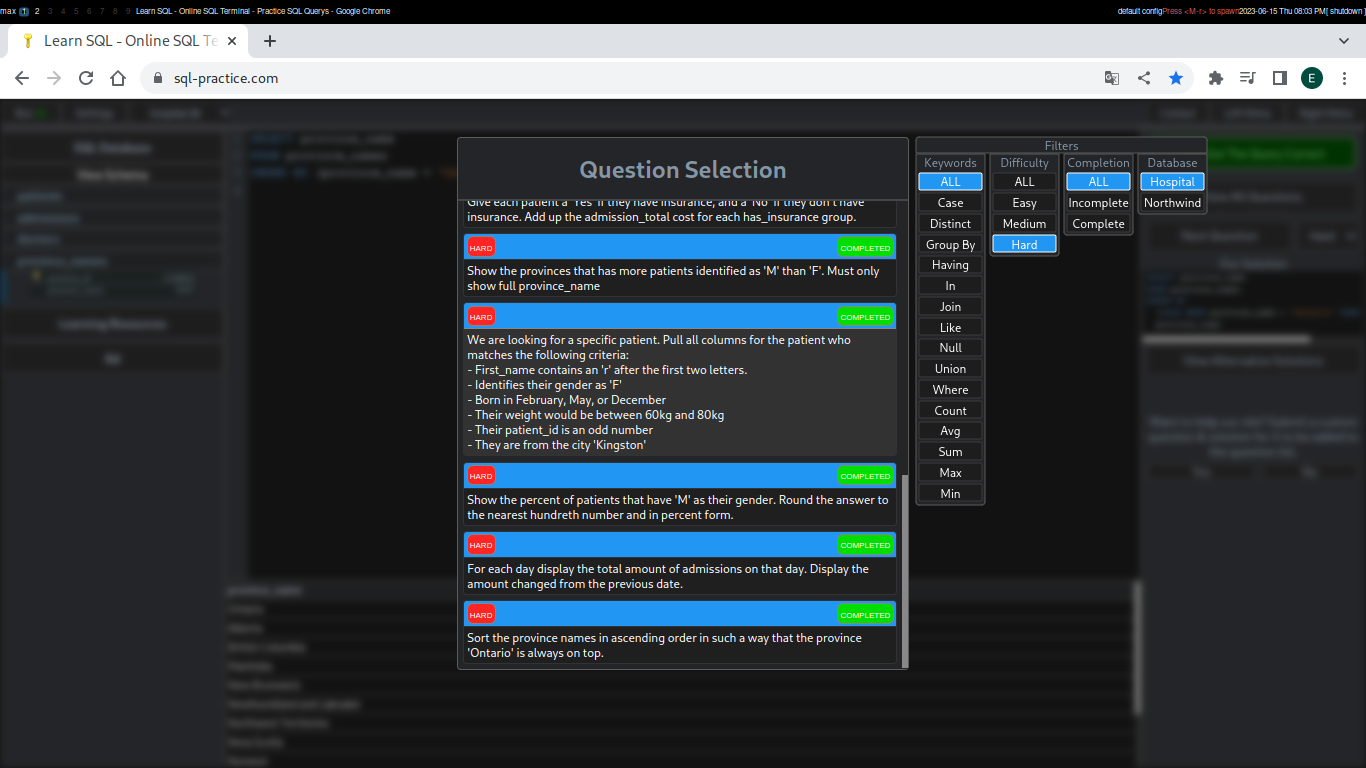 max 1 2 3 4 5 6 7 8 9 Learn SQL - Online SQL Terminal - Practice SQL Querys - Google Chrome default config Press <M-r> to spawn 2023-06-15 Thu 08:03 PM [ shutdown ]
Learn SQL - Online SQL Te
sql-practice.com
E
Question Selection
Give each patient a 'Yes' if they have insurance, and a 'No' if they don't have
insurance. Add up the admission_total cost for each has_insurance group.
HARD COMPLETED
Show the provinces that has more patients identified as 'M' than 'F'. Must only
show full province_name
HARD COMPLETED
We are looking for a specific patient. Pull all columns for the patient who
matches the following criteria:
- First_name contains an 'r' after the first two letters.
- Identifies their gender as 'F'
- Born in February, May, or December
- Their weight would be between 60kg and 80kg
- Their patient_id is an odd number
- They are from the city 'Kingston'
HARD COMPLETED
Show the percent of patients that have 'M' as their gender. Round the answer to
the nearest hundreth number and in percent form.
HARD COMPLETED
For each day display the total amount of admissions on that day. Display the
amount changed from the previous date.
HARD COMPLETED
Sort the province names in ascending order in such a way that the province
'Ontario' is always on top.
Filters
Keywords
ALL
Case
Distinct
Group By
Having
In
Join
Like
Null
Union
Where
Count
Avg
Sum
Max
Min
Difficulty
ALL
Easy
Medium
Hard
Completion
ALL
Incomplete
Complete
Database
Hospital
Northwind